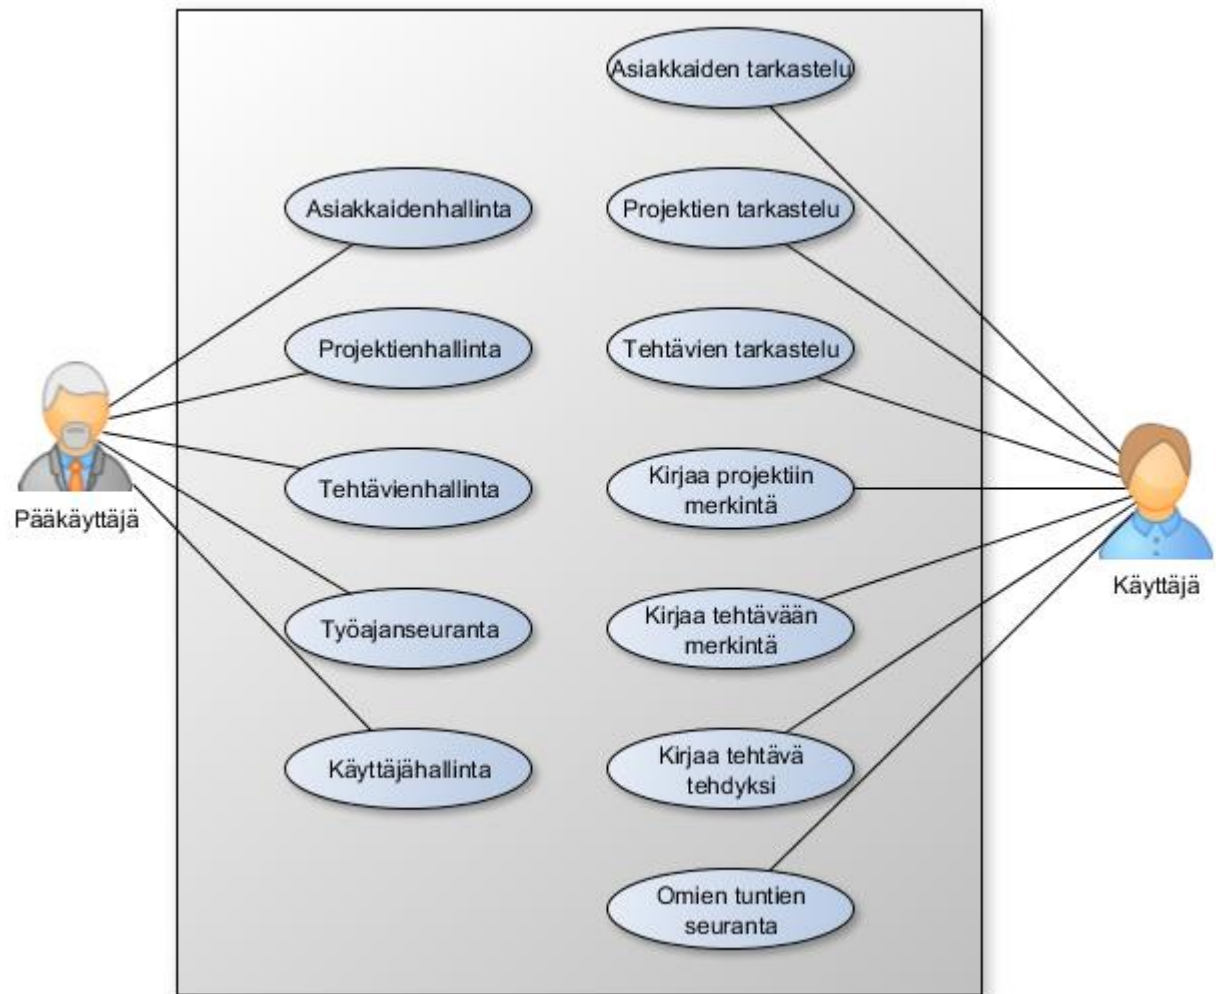 Asiakkaiden tarkastelu
Asiakkaidenhallinta
Projektien tarkastelu
Projektienhallinta
Tehtävien tarkastelu
Tehtävienhallinta
Kirjaa projektiin
merkintä
Pääkäyttäjä
Käyttäjä
Työajanseuranta
Kirjaa tehtävään
merkintä
Käyttäjähallinta
Kirjaa tehtävä
tehdyksi
Omien tuntien
seuranta